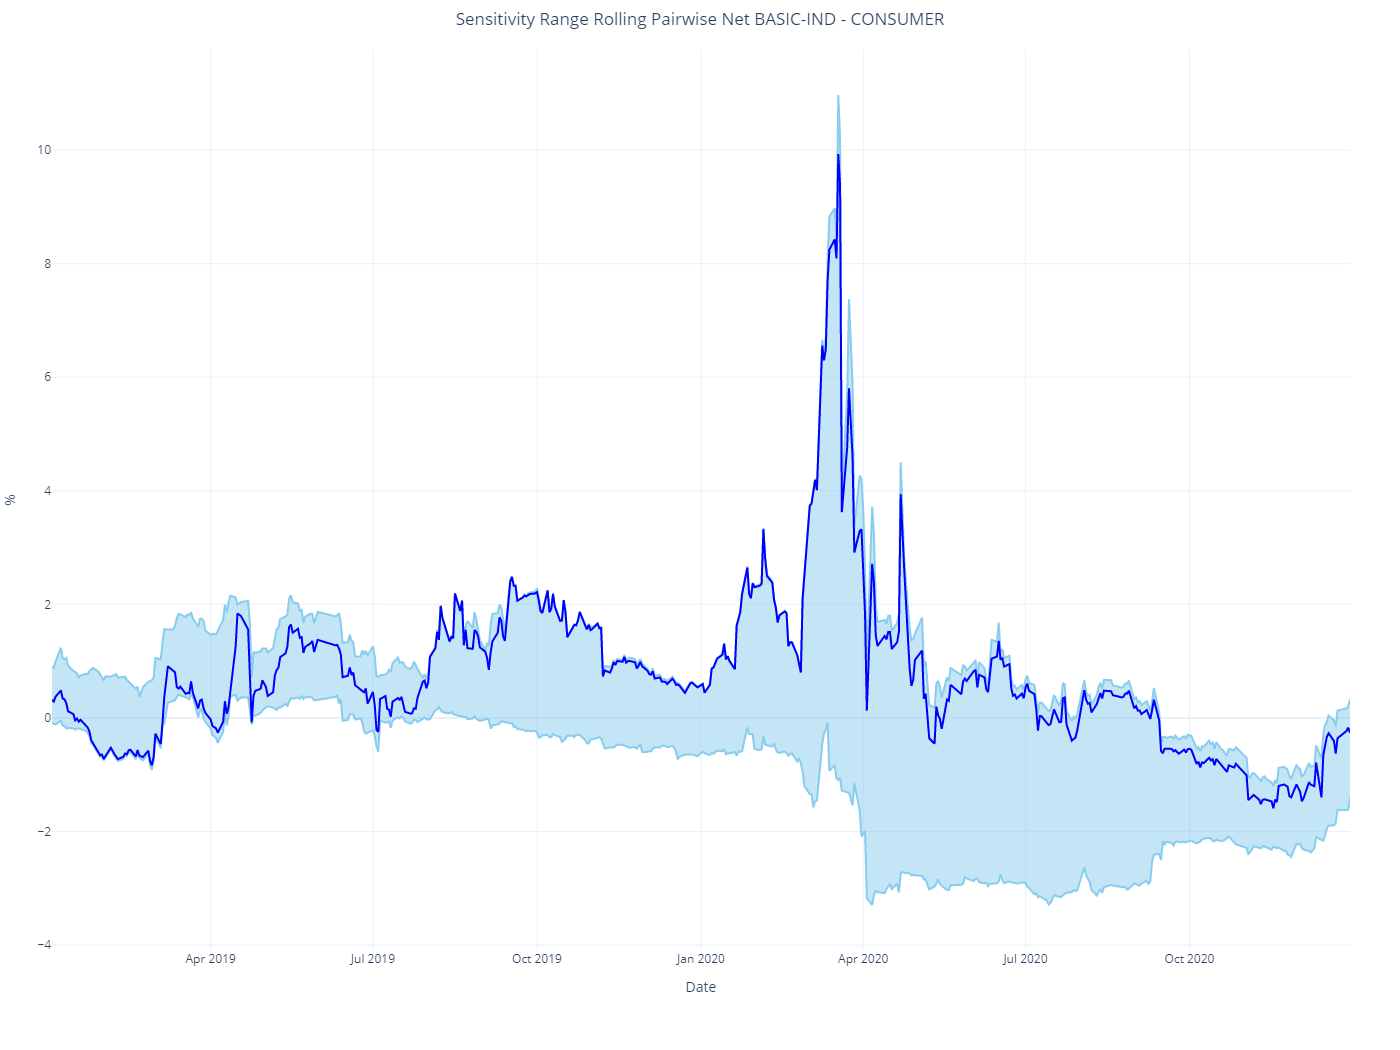 Sensitivity Range Rolling Pairwise Net BASIC-IND - CONSUMER
10
8
6
4
2
0
−2
−4
%
Apr 2019
Jul 2019
Oct 2019
Jan 2020
Apr 2020
Jul 2020
Oct 2020
Date